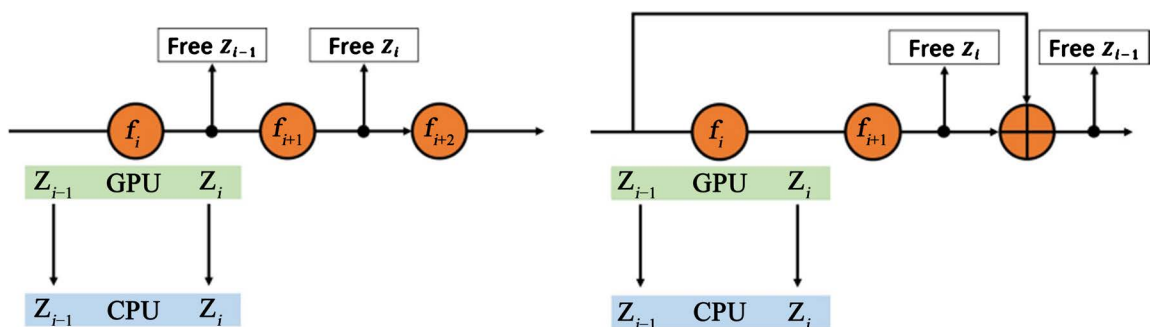 Free Z_{i-1} Free Z_i
f_i f_{i+1} f_{i+2}
Z_{i-1} GPU Z_i
Z_{i-1} CPU Z_i
Free Z_i Free Z_{i-1}
f_i f_{i+1}
Z_{i-1} GPU Z_i
Z_{i-1} CPU Z_i